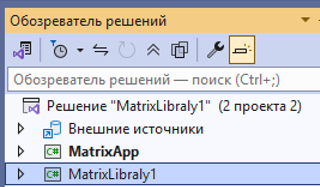 Обозреватель решений
Обозреватель решений — поиск (Ctrl+;)
Решение "MatrixLibraly1" (2 проекта 2)
Внешние источники
C# MatrixApp
C# MatrixLibraly1